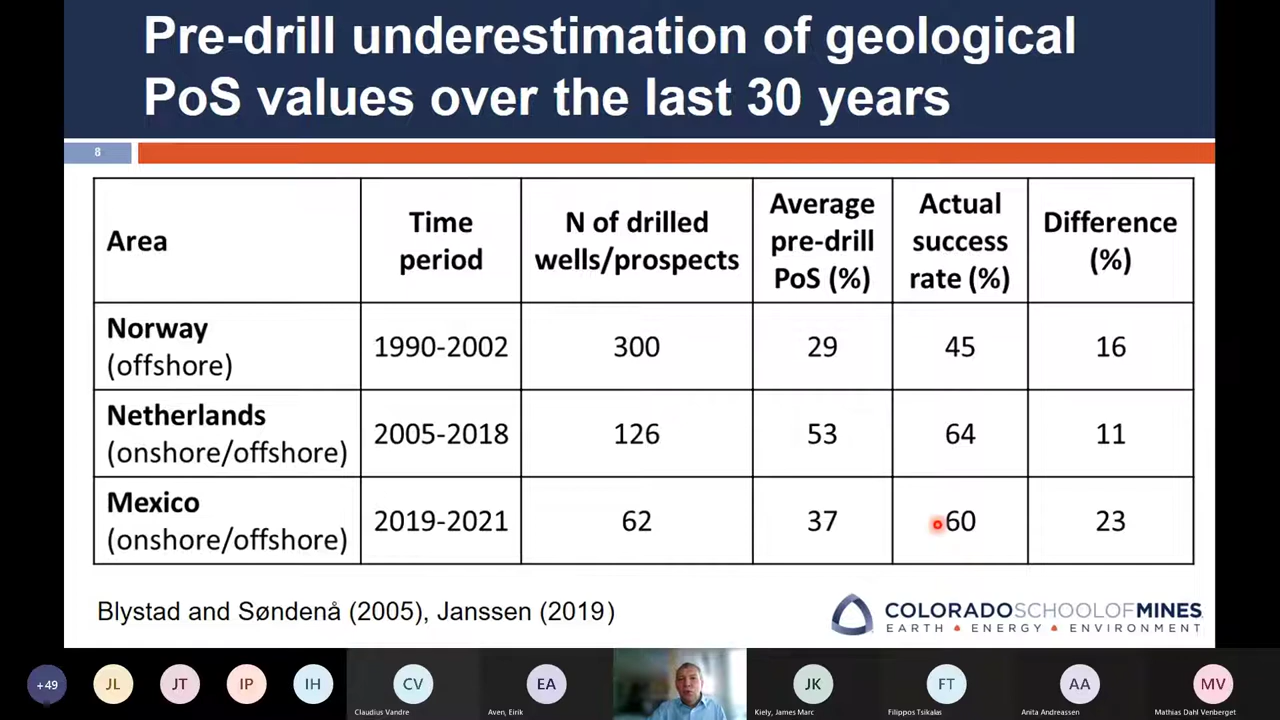 Pre-drill underestimation of geological
PoS values over the last 30 years
8
Area
Time
period
N of drilled
wells/prospects
Average
pre-drill
PoS (%)
Actual
success
rate (%)
Difference
(%)
Norway
(offshore)
1990-2002
300
29
45
16
Netherlands
(onshore/offshore)
2005-2018
126
53
64
11
Mexico
(onshore/offshore)
2019-2021
62
37
60
23
Blystad and Søndenå (2005), Janssen (2019)
COLORADOSCHOOLOFMINES
EARTH • ENERGY • ENVIRONMENT
+49
JL
JT
IP
IH
CV
Claudius Vandre
EA
Aven, Eirik
JK
Kiely, James Marc
FT
Filippos Tsikalas
AA
Anita Andreassen
MV
Mathias Dahl Venberget